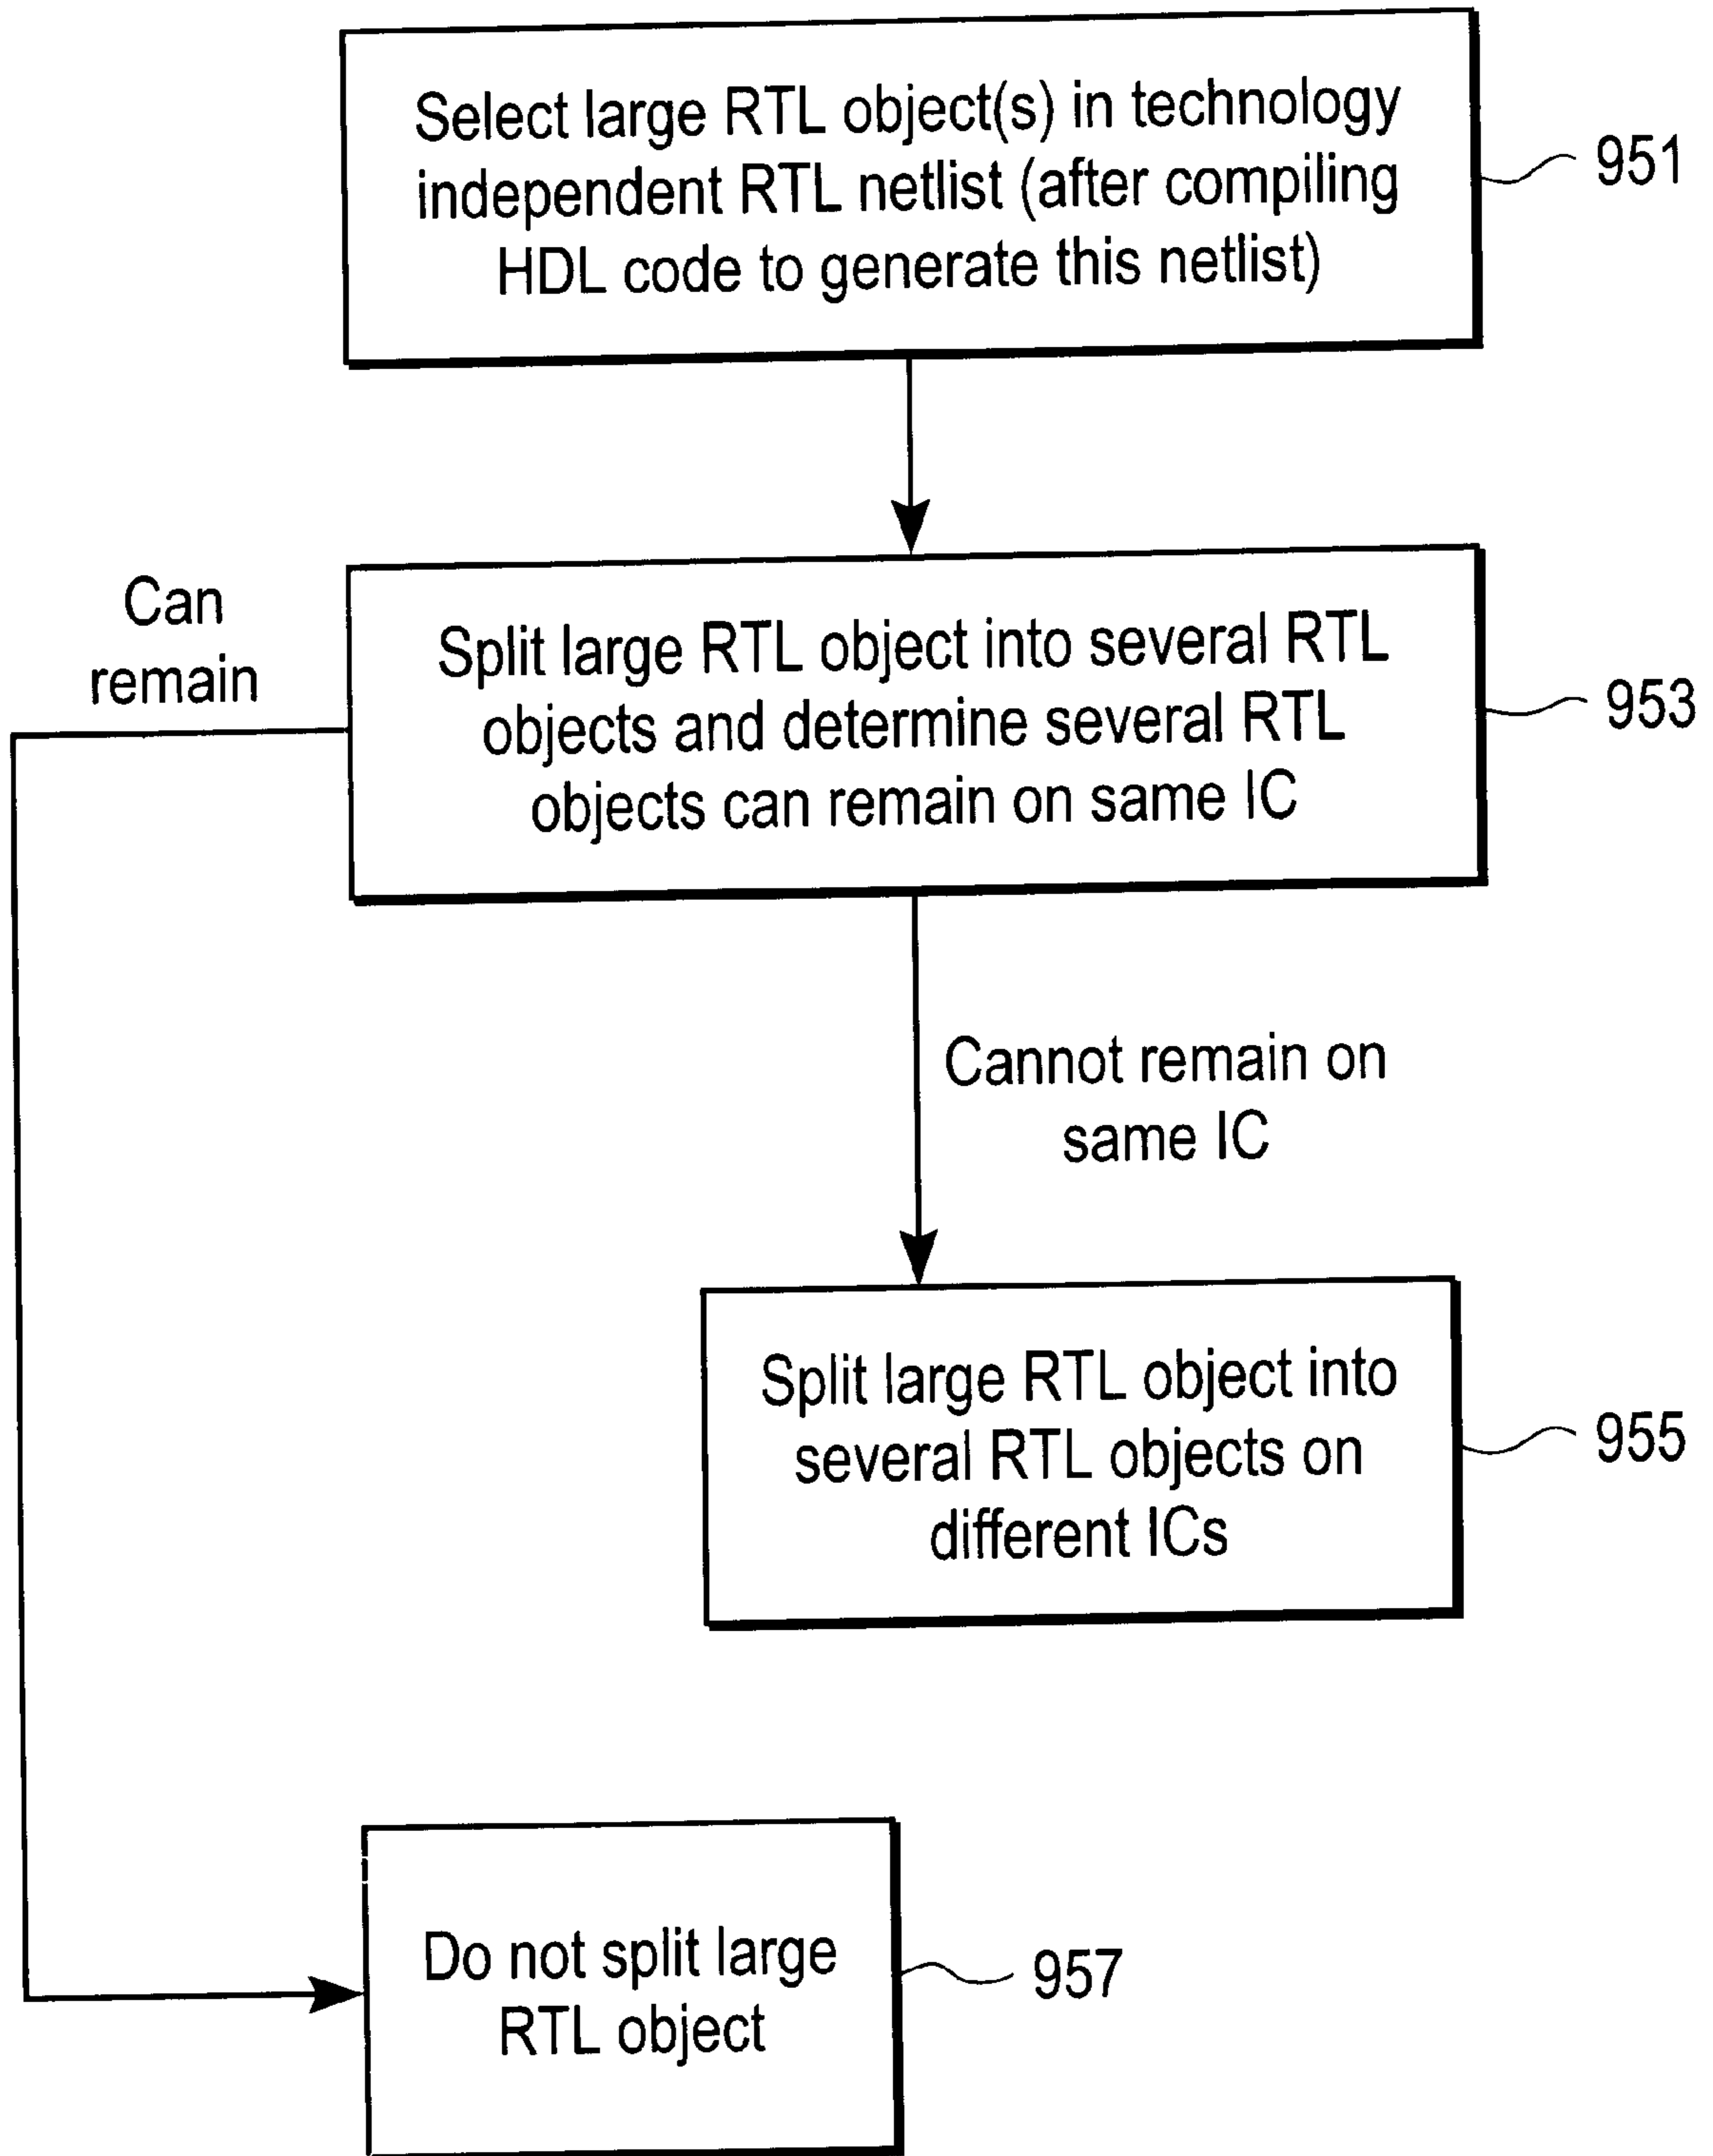 Select large RTL object(s) in technology
independent RTL netlist (after compiling
HDL code to generate this netlist)
951
Can
remain
Split large RTL object into several RTL
objects and determine several RTL
objects can remain on same IC
953
Cannot remain on
same IC
Split large RTL object into
several RTL objects on
different ICs
955
Do not split large
RTL object
957